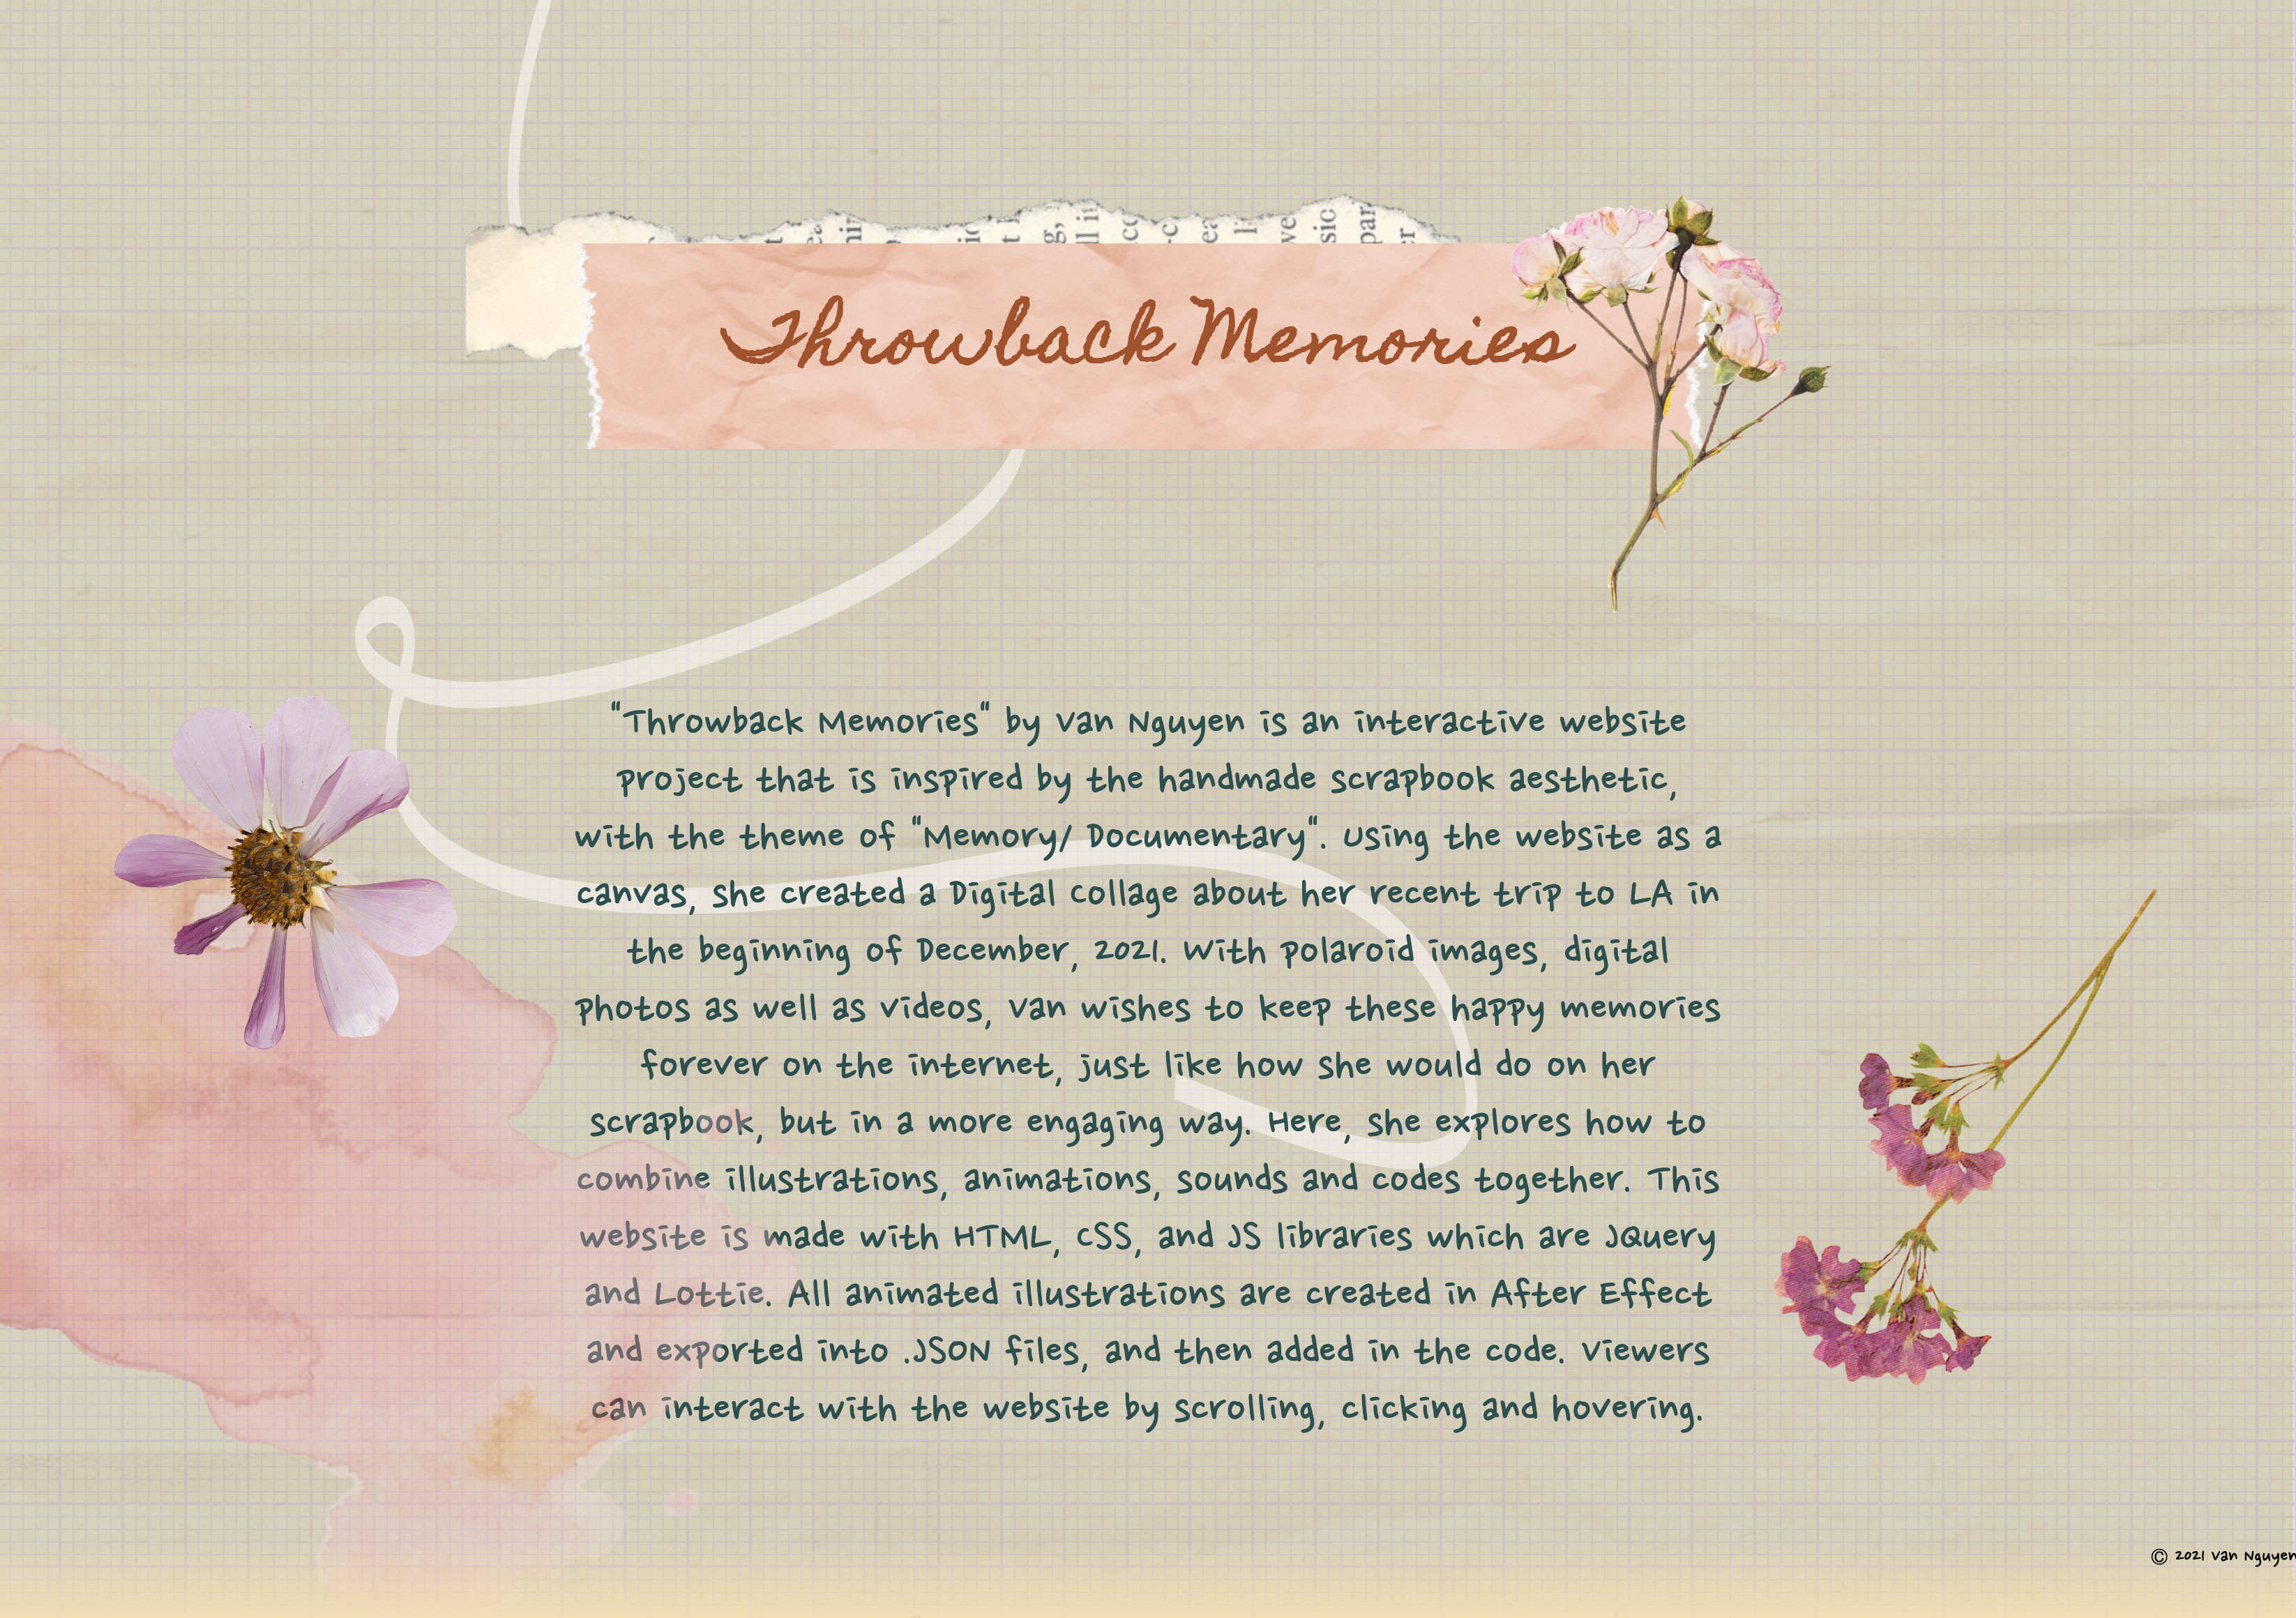 Throwback Memories
"Throwback Memories" by Van Nguyen is an interactive website
project that is inspired by the handmade scrapbook aesthetic,
with the theme of "Memory/ Documentary". Using the website as a
canvas, she created a Digital Collage about her recent trip to LA in
the beginning of December, 2021. With polaroid images, digital
photos as well as videos, Van wishes to keep these happy memories
forever on the internet, just like how she would do on her
scrapbook, but in a more engaging way. Here, she explores how to
combine illustrations, animations, sounds and codes together. This
website is made with HTML, CSS, and JS libraries which are JQuery
and Lottie. All animated illustrations are created in After Effect
and exported into .JSON files, and then added in the code. Viewers
can interact with the website by scrolling, clicking and hovering.
© 2021 Van Nguyen